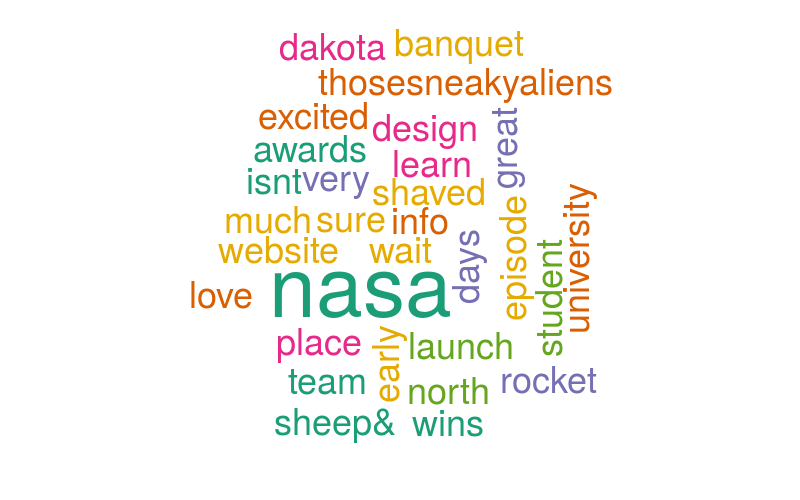 dakota
banquet
thosesneakyaliens
excited
design
great
awards
learn
isnt
very
shaved
much
sure
info
episode
university
website
wait
days
student
love
nasa
place
early
launch
team
north
rocket
sheep&
wins